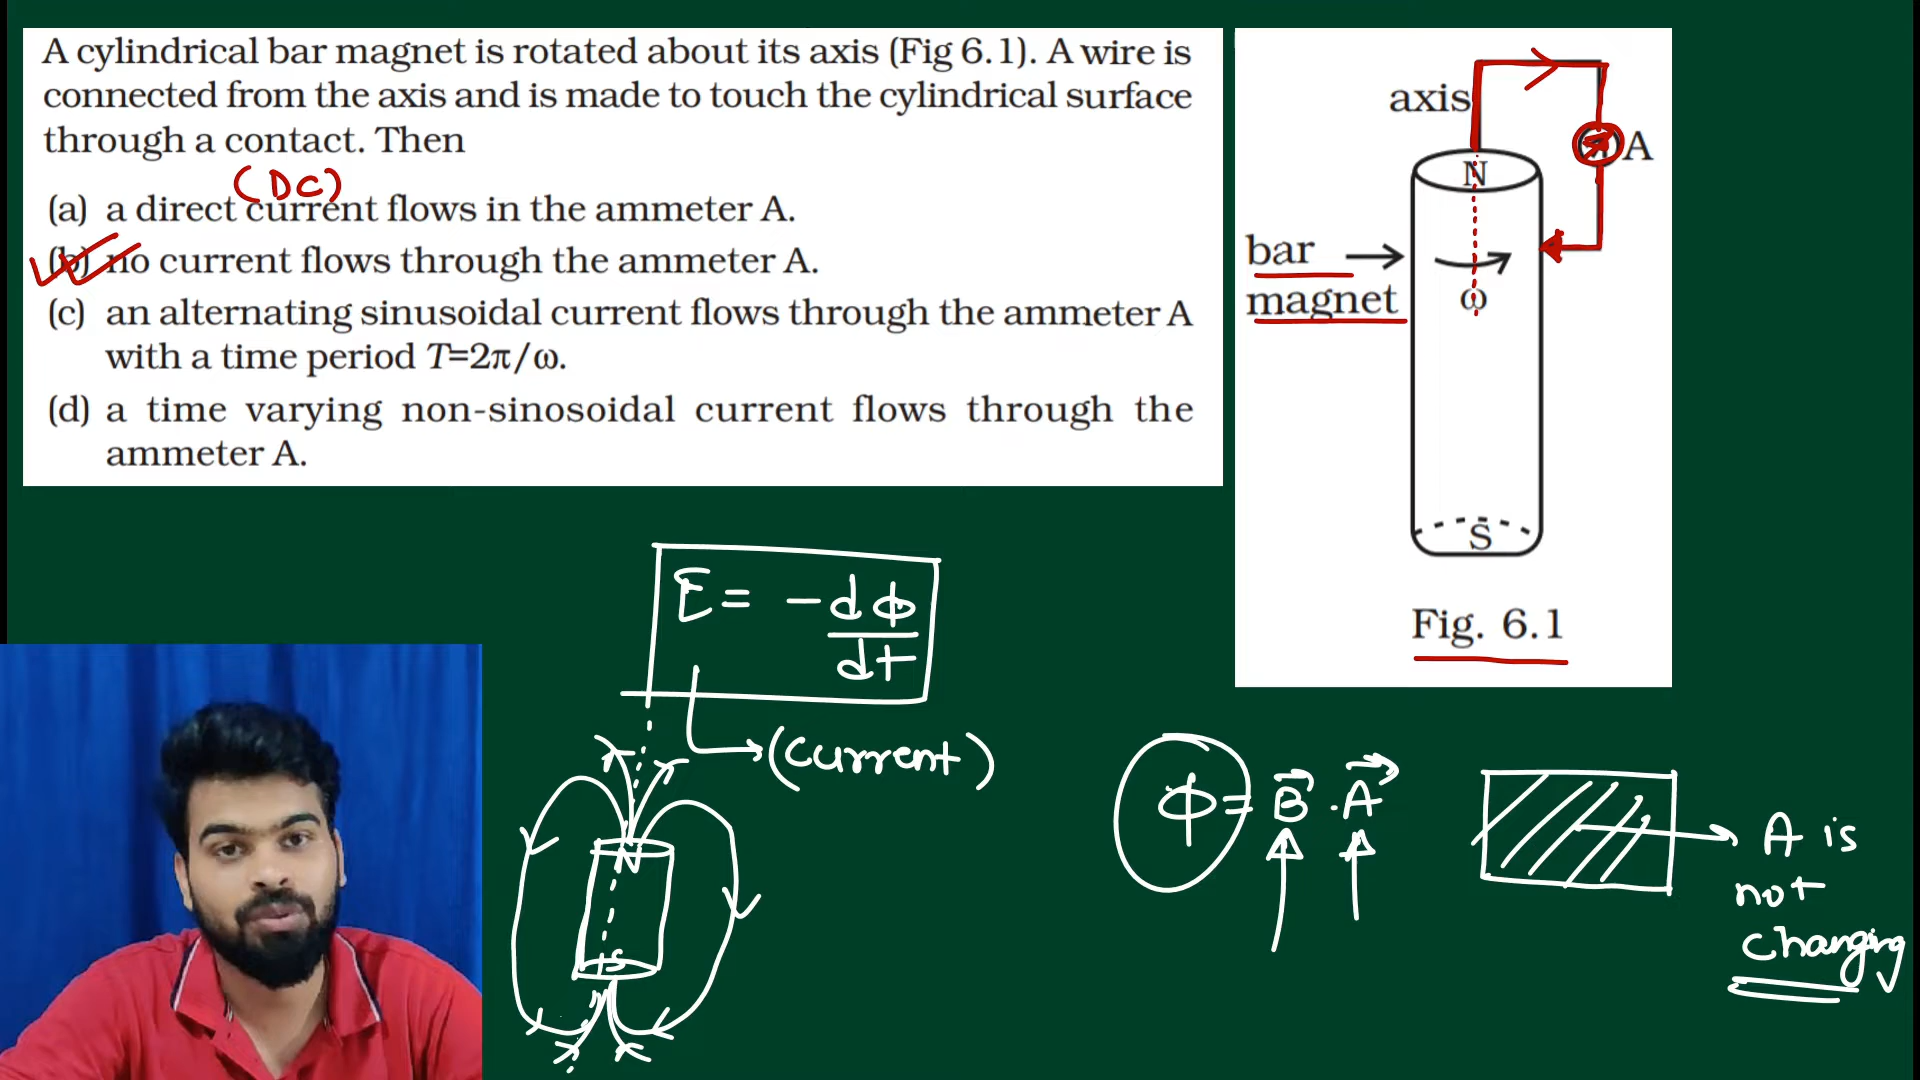 A cylindrical bar magnet is rotated about its axis (Fig 6.1). A wire is
connected from the axis and is made to touch the cylindrical surface
through a contact. Then
(DC)
(a) a direct current flows in the ammeter A.
(b) no current flows through the ammeter A.
(c) an alternating sinusoidal current flows through the ammeter A
with a time period T=2π/ω.
(d) a time varying non-sinosoidal current flows through the
ammeter A.
axis
A
N
bar
magnet
ω
S
Fig. 6.1
E = - dϕ
dt
(current)
N
S
ϕ = B . A
A is
not
changing